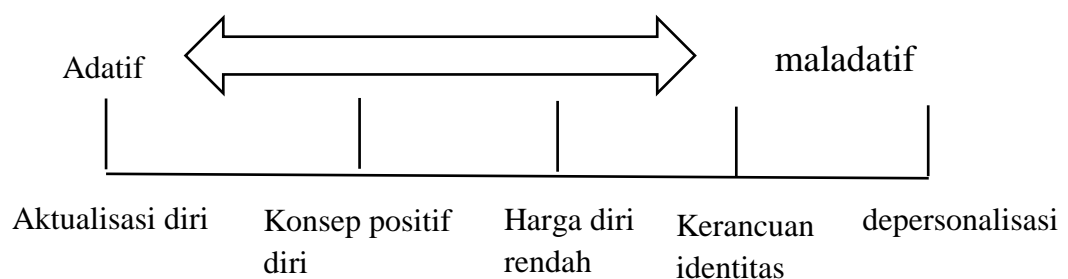 Adatif
maladatif
Aktualisasi diri
Konsep positif
diri
Harga diri
rendah
Kerancuan
identitas
depersonalisasi